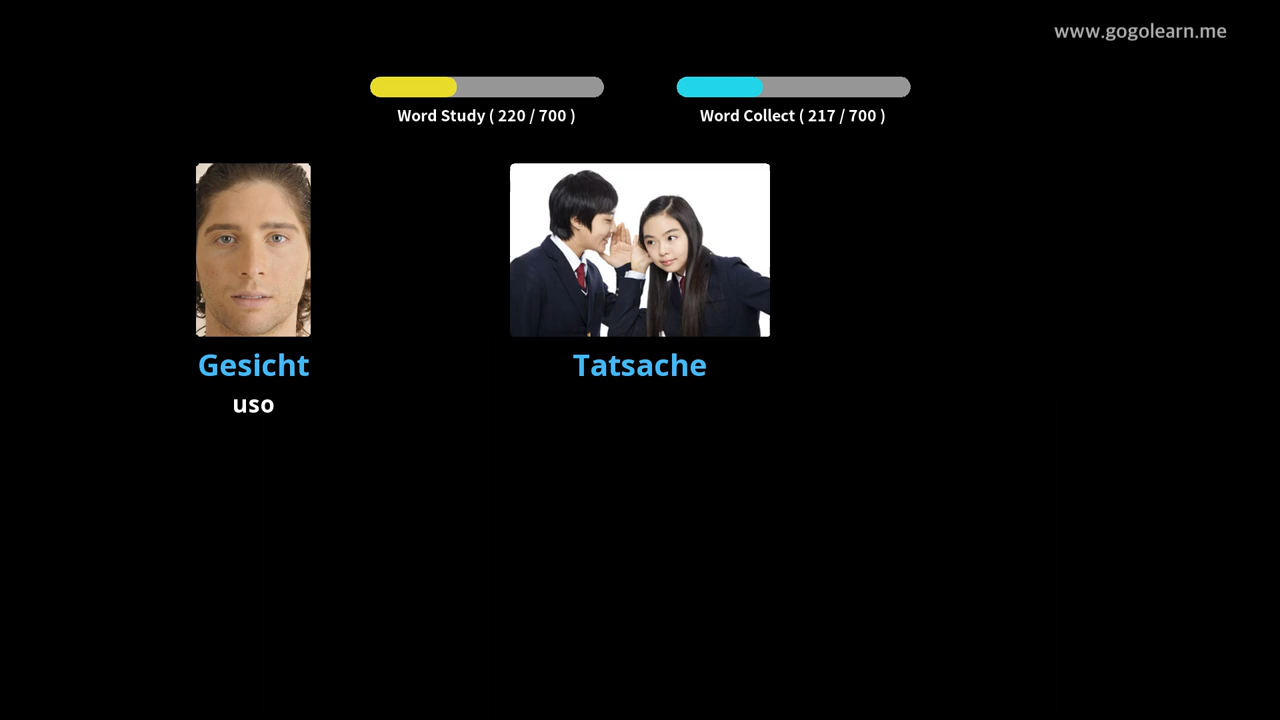 www.gogolearn.me
Word Study ( 220 / 700 )
Word Collect ( 217 / 700 )
Gesicht
uso
Tatsache